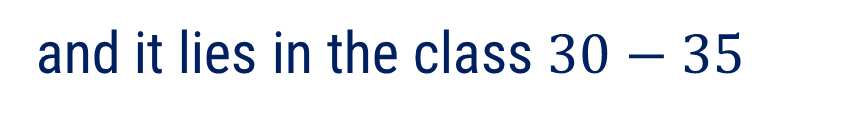 and it lies in the class 30 − 35